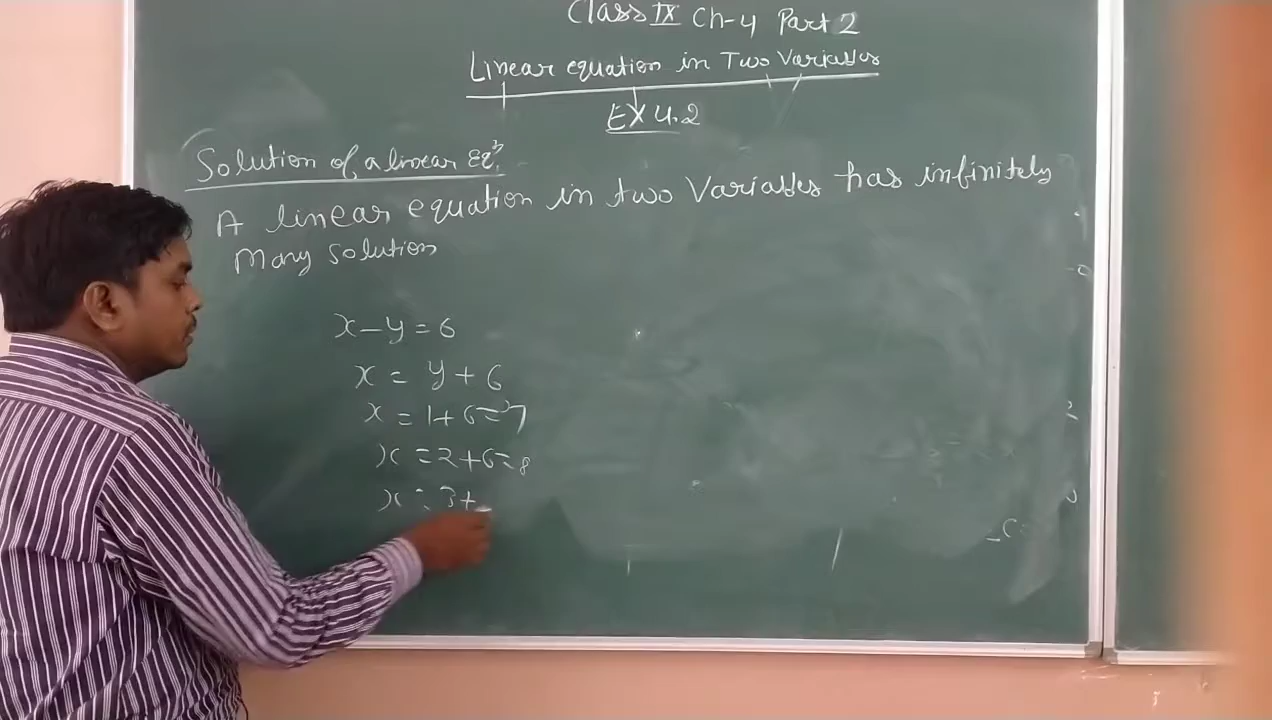 Class IX Ch-4 Part 2
Linear equation in Two Variables
EX 4.2
Solution of a linear Eqn.
A linear equation in two Variables has infinitely
Many solution
x-y=6
x = y+6
x = 1+6=7
x =2+6=8
x = 3+